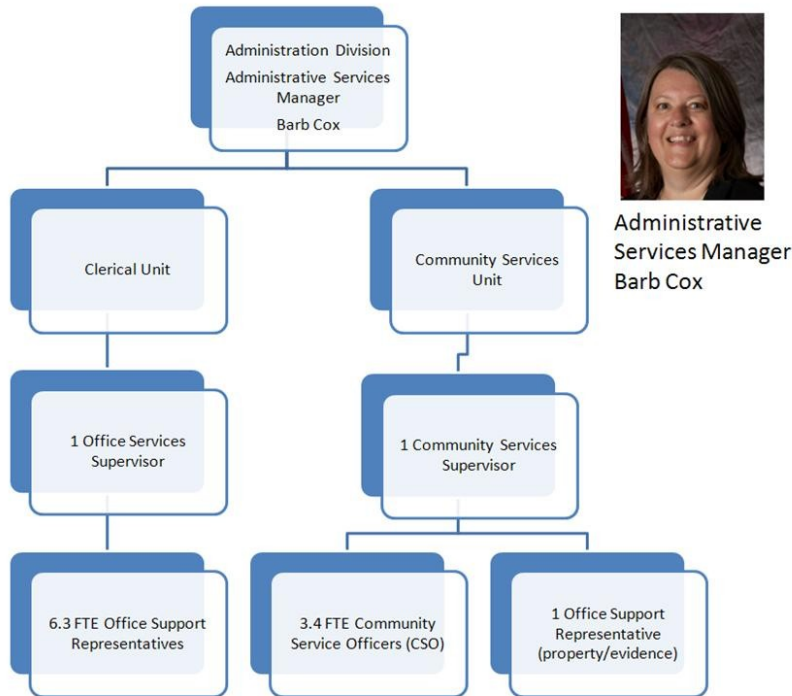 Administration Division
Administrative Services
Manager
Barb Cox
Administrative
Services Manager
Barb Cox
Clerical Unit
Community Services
Unit
1 Office Services
Supervisor
1 Community Services
Supervisor
6.3 FTE Office Support
Representatives
3.4 FTE Community
Service Officers (CSO)
1 Office Support
Representative
(property/evidence)